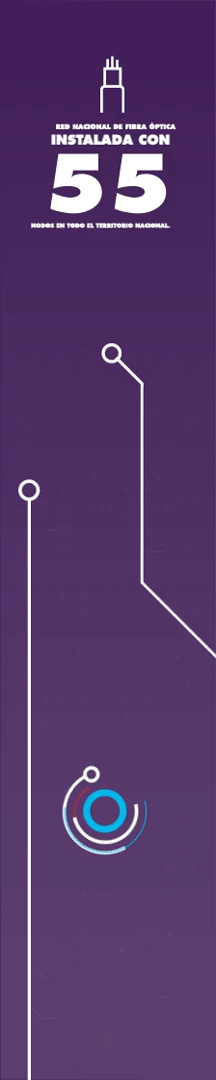 RED NACIONAL DE FIBRA ÓPTICA
INSTALADA CON
55
NODOS EN TODO EL TERRITORIO NACIONAL.